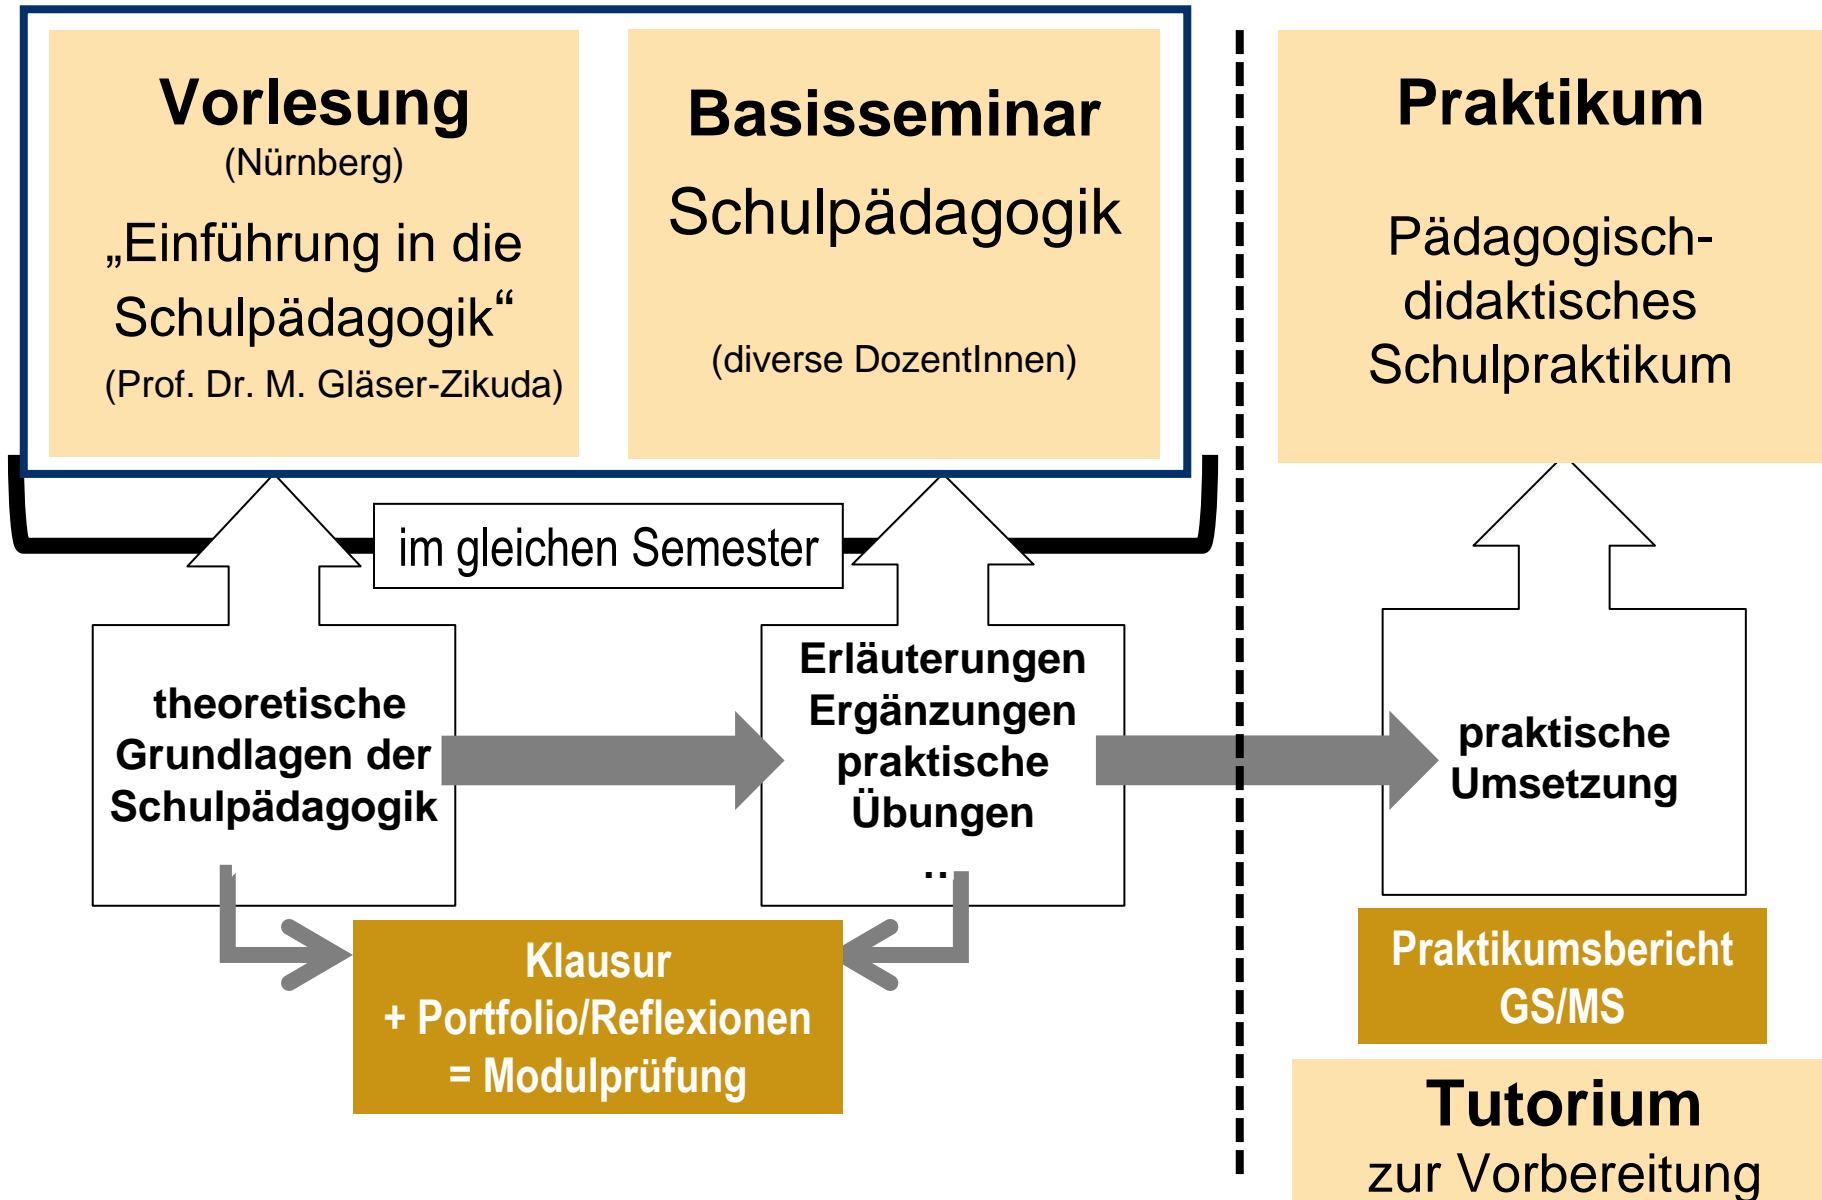 Vorlesung
(Nürnberg)
„Einführung in die
Schulpädagogik“
(Prof. Dr. M. Gläser-Zikuda)
Basisseminar
Schulpädagogik
(diverse DozentInnen)
Praktikum
Pädagogisch-
didaktisches
Schulpraktikum
im gleichen Semester
theoretische
Grundlagen der
Schulpädagogik
Erläuterungen
Ergänzungen
praktische
Übungen
..
praktische
Umsetzung
Klausur
+ Portfolio/Reflexionen
= Modulprüfung
Praktikumsbericht
GS/MS
Tutorium
zur Vorbereitung